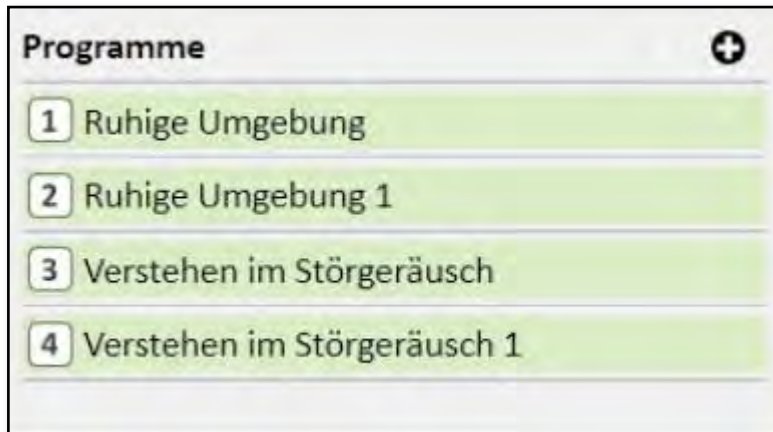 Programme
1 Ruhige Umgebung
2 Ruhige Umgebung 1
3 Verstehen im Störgeräusch
4 Verstehen im Störgeräusch 1